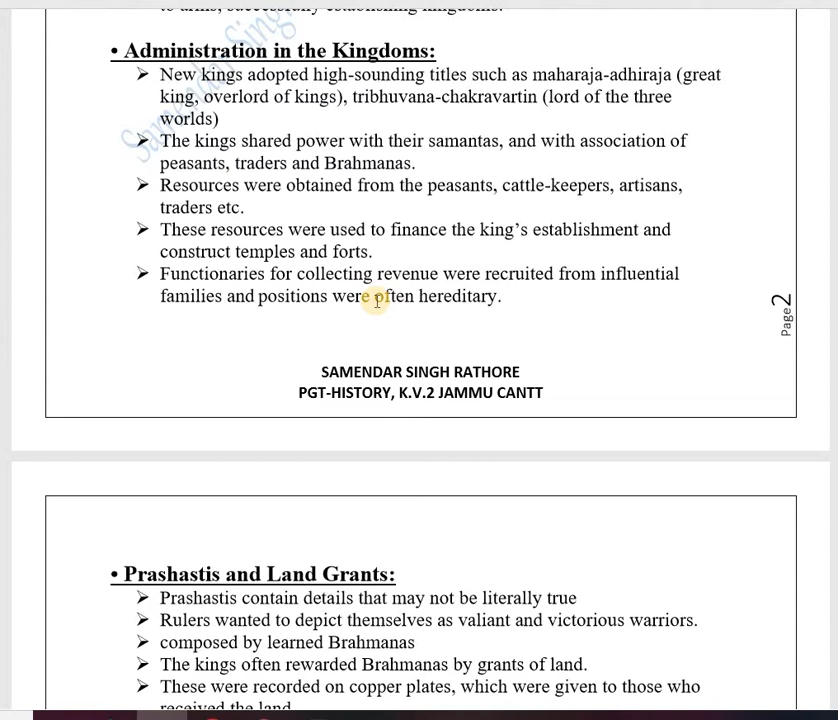 • Administration in the Kingdoms:
➢ New kings adopted high-sounding titles such as maharaja-adhiraja (great
king, overlord of kings), tribhuvana-chakravartin (lord of the three
worlds)
➢ The kings shared power with their samantas, and with association of
peasants, traders and Brahmanas.
➢ Resources were obtained from the peasants, cattle-keepers, artisans,
traders etc.
➢ These resources were used to finance the king’s establishment and
construct temples and forts.
➢ Functionaries for collecting revenue were recruited from influential
families and positions were often hereditary.
Page2
SAMENDAR SINGH RATHORE
PGT-HISTORY, K.V.2 JAMMU CANTT
• Prashastis and Land Grants:
➢ Prashastis contain details that may not be literally true
➢ Rulers wanted to depict themselves as valiant and victorious warriors.
➢ composed by learned Brahmanas
➢ The kings often rewarded Brahmanas by grants of land.
➢ These were recorded on copper plates, which were given to those who
received the land
Samendar Sing